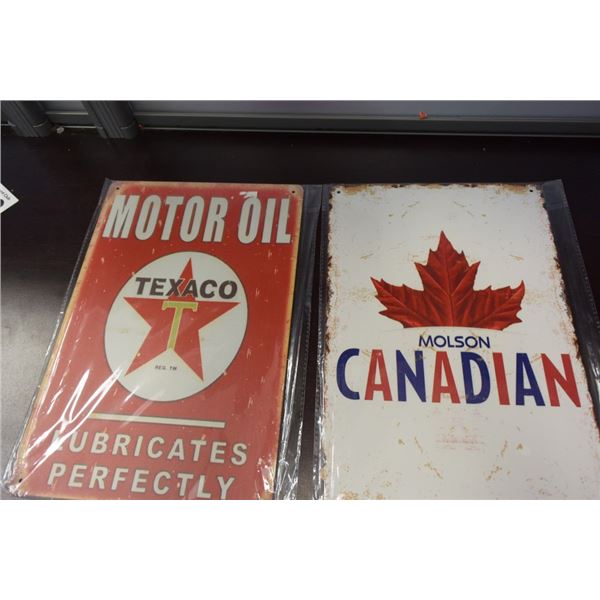 MOTOR OIL
TEXACO
T
REG. TM
LUBRICATES
PERFECTLY
MOLSON
CANADIAN